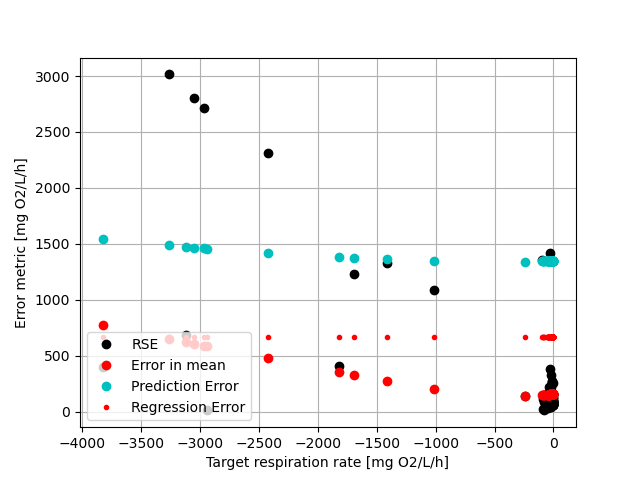 3000
2500
2000
1500
1000
500
0
Error metric [mg O2/L/h]
RSE
Error in mean
Prediction Error
Regression Error
−4000 −3500 −3000 −2500 −2000 −1500 −1000 −500 0
Target respiration rate [mg O2/L/h]